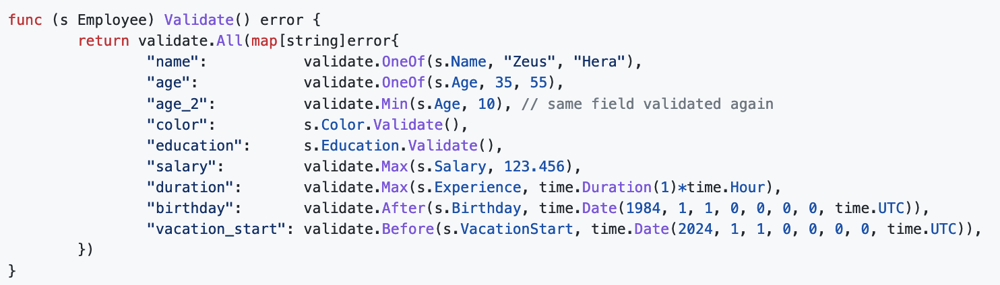 func (s Employee) Validate() error {
        return validate.All(map[string]error{
                "name":           validate.OneOf(s.Name, "Zeus", "Hera"),
                "age":            validate.OneOf(s.Age, 35, 55),
                "age_2":          validate.Min(s.Age, 10), // same field validated again
                "color":          s.Color.Validate(),
                "education":      s.Education.Validate(),
                "salary":         validate.Max(s.Salary, 123.456),
                "duration":       validate.Max(s.Experience, time.Duration(1)*time.Hour),
                "birthday":       validate.After(s.Birthday, time.Date(1984, 1, 1, 0, 0, 0, 0, time.UTC)),
                "vacation_start": validate.Before(s.VacationStart, time.Date(2024, 1, 1, 0, 0, 0, 0, time.UTC)),
        })
}